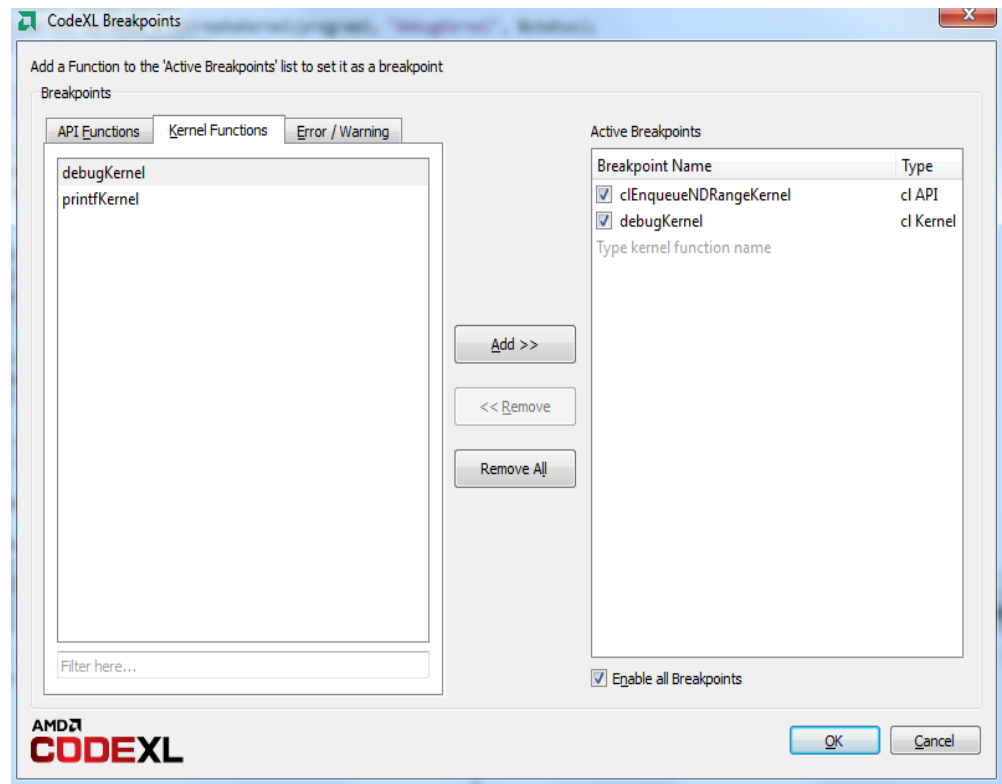 CodeXL Breakpoints
Add a Function to the 'Active Breakpoints' list to set it as a breakpoint
Breakpoints
API Functions
Kernel Functions
Error / Warning
debugKernel
printfKernel
Filter here...
Add >>
<< Remove
Remove All
Active Breakpoints
Breakpoint Name Type
clEnqueueNDRangeKernel cl API
debugKernel cl Kernel
Type kernel function name
Enable all Breakpoints
AMD
CODEXL
OK
Cancel